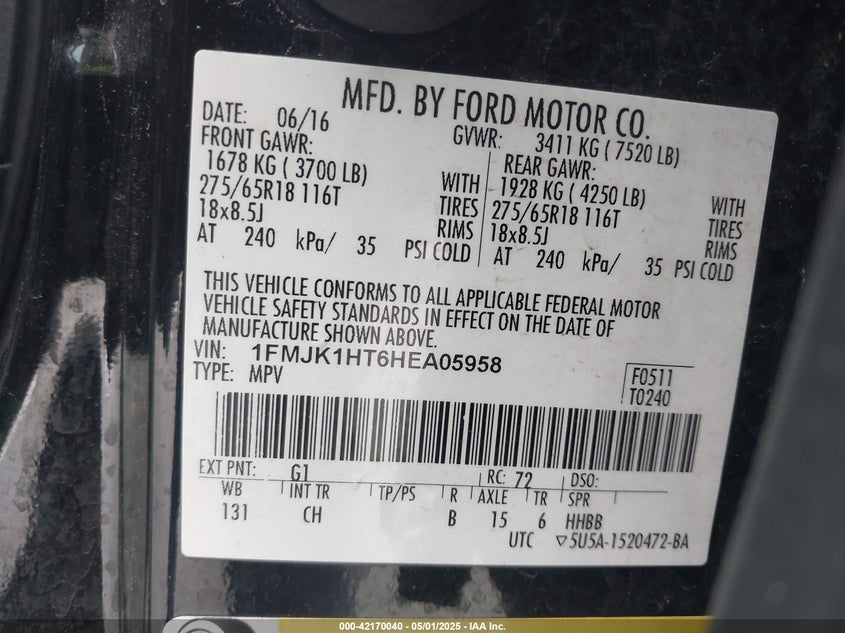 MFD. BY FORD MOTOR CO.
DATE: 06/16 GVWR: 3411 KG ( 7520 LB)
FRONT GAWR: REAR GAWR:
1678 KG ( 3700 LB) WITH 1928 KG ( 4250 LB) WITH
275/65R18 116T TIRES 275/65R18 116T TIRES
18x8.5J RIMS 18x8.5J RIMS
AT 240 kPa/ 35 PSI COLD AT 240 kPa/ 35 PSI COLD
THIS VEHICLE CONFORMS TO ALL APPLICABLE FEDERAL MOTOR
VEHICLE SAFETY STANDARDS IN EFFECT ON THE DATE OF
MANUFACTURE SHOWN ABOVE.
VIN: 1FMJK1HT6HEA05958
TYPE: MPV
F0511
T0240
EXT PNT: G1 RC: 72 DSO:
WB INT TR TP/PS R AXLE TR SPR
131 CH B 15 6 HHBB
UTC ▽5U5A-1520472-BA
000-42170040 - 05/01/2025 - IAA Inc.